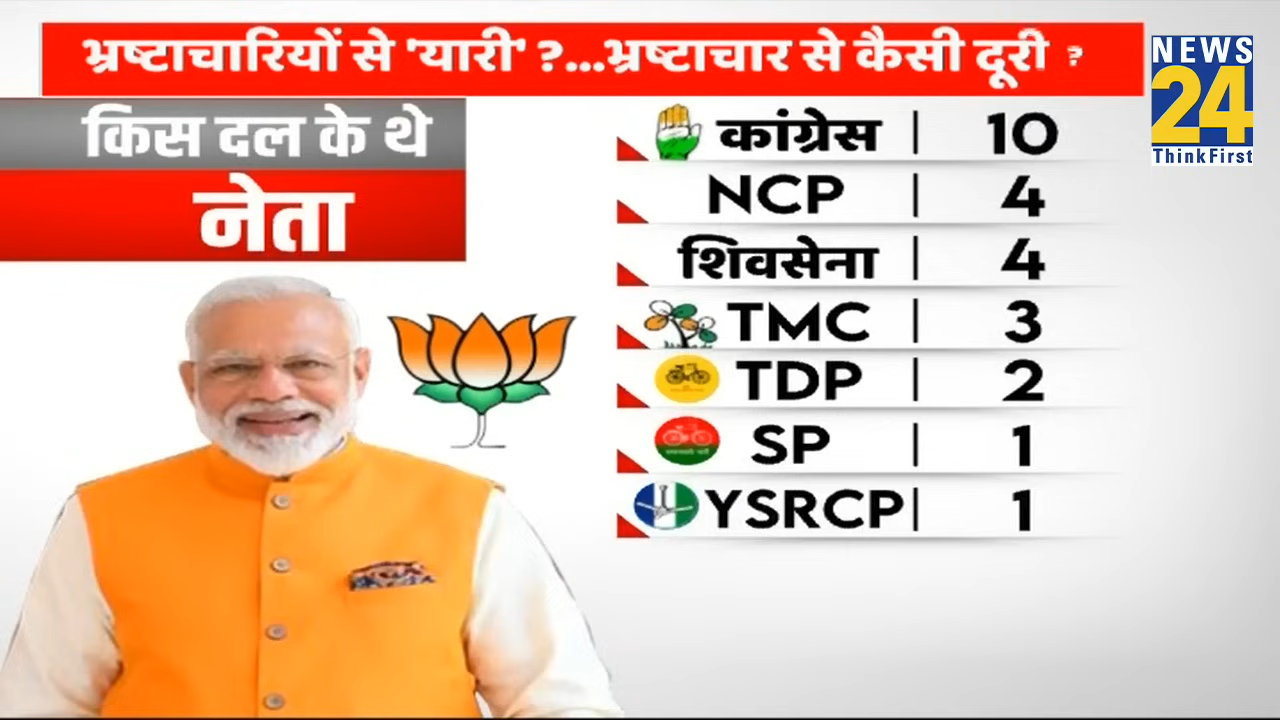 भ्रष्टाचारियों से 'यारी' ?...भ्रष्टाचार से कैसी दूरी ?
NEWS
24
ThinkFirst
किस दल के थे
नेता
कांग्रेस | 10
NCP | 4
शिवसेना | 4
TMC | 3
TDP | 2
SP | 1
YSRCP | 1